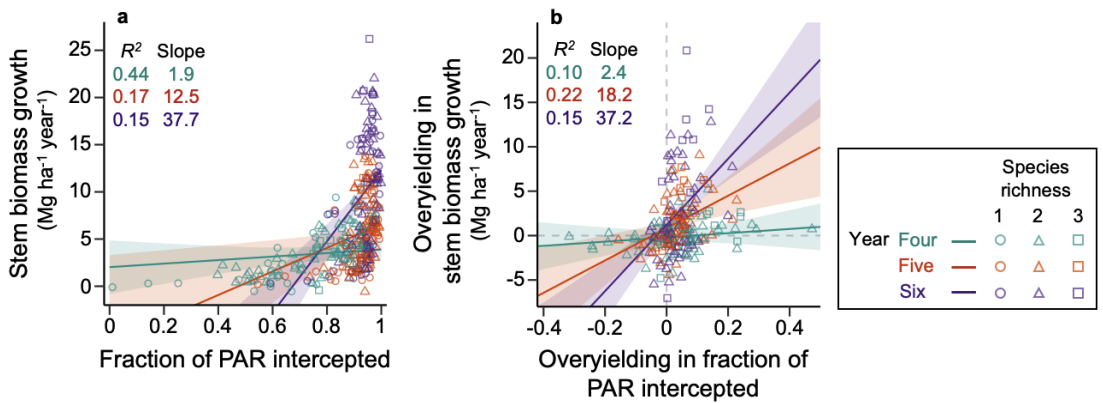 a
Stem biomass growth
(Mg ha⁻¹ year⁻¹)
25
20
15
10
5
0
R² Slope
0.44 1.9
0.17 12.5
0.15 37.7
0 0.2 0.4 0.6 0.8 1
Fraction of PAR intercepted
b
Overyielding in
stem biomass growth
(Mg ha⁻¹ year⁻¹)
20
15
10
5
0
-5
R² Slope
0.10 2.4
0.22 18.2
0.15 37.2
-0.4 -0.2 0 0.2 0.4
Overyielding in fraction of
PAR intercepted
Species
richness
1 2 3
Year Four
Five
Six